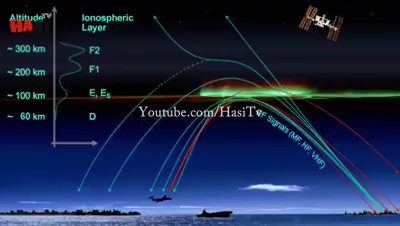 Altitude
Ionospheric
Layer
~ 300 km
F2
~ 200 km
F1
~ 100 km
E, Es
~ 60 km
D
Youtube.com/HasiTv
RF Signals (MF, HF, VHF)